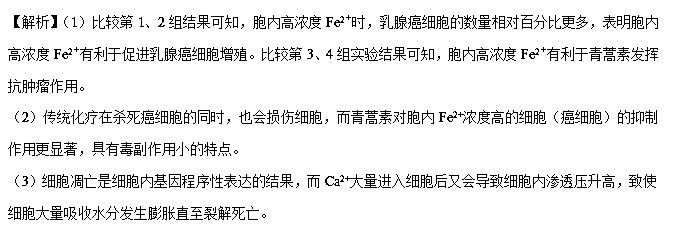 【解析】（1）比较第 1、2 组结果可知，胞内高浓度 Fe²⁺时，乳腺癌细胞的数量相对百分比更多，表明胞内
高浓度 Fe²⁺有利于促进乳腺癌细胞增殖。比较第 3、4 组实验结果可知，胞内高浓度 Fe²⁺有利于青蒿素发挥
抗肿瘤作用。
（2）传统化疗在杀死癌细胞的同时，也会损伤细胞，而青蒿素对胞内 Fe²⁺浓度高的细胞（癌细胞）的抑制
作用更显著，具有毒副作用小的特点。
（3）细胞凋亡是细胞内基因程序性表达的结果，而 Ca²⁺大量进入细胞后又会导致细胞内渗透压升高，致使
细胞大量吸收水分发生膨胀直至裂解死亡。